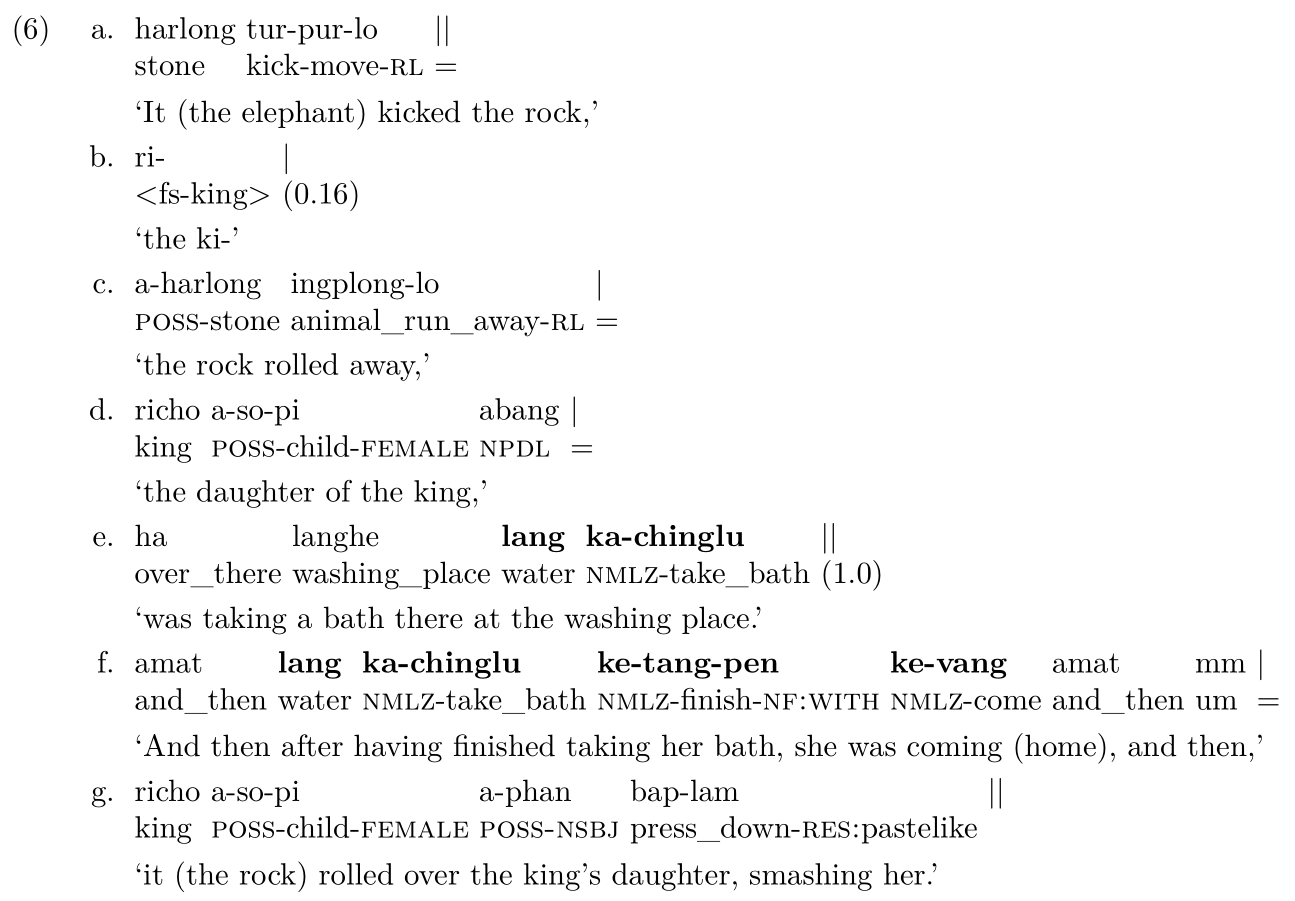 (6) a. harlong tur-pur-lo ||
stone kick-move-RL =
‘It (the elephant) kicked the rock,’
b. ri- |
<fs-king> (0.16)
‘the ki-’
c. a-harlong ingplong-lo |
POSS-stone animal_run_away-RL =
‘the rock rolled away,’
d. richo a-so-pi abang |
king POSS-child-FEMALE NPDL =
‘the daughter of the king,’
e. ha langhe lang ka-chinglu ||
over_there washing_place water NMLZ-take_bath (1.0)
‘was taking a bath there at the washing place.’
f. amat lang ka-chinglu ke-tang-pen ke-vang amat mm |
and_then water NMLZ-take_bath NMLZ-finish-NF:WITH NMLZ-come and_then um =
‘And then after having finished taking her bath, she was coming (home), and then,’
g. richo a-so-pi a-phan bap-lam ||
king POSS-child-FEMALE POSS-NSBJ press_down-RES:pastelike
‘it (the rock) rolled over the king’s daughter, smashing her.’